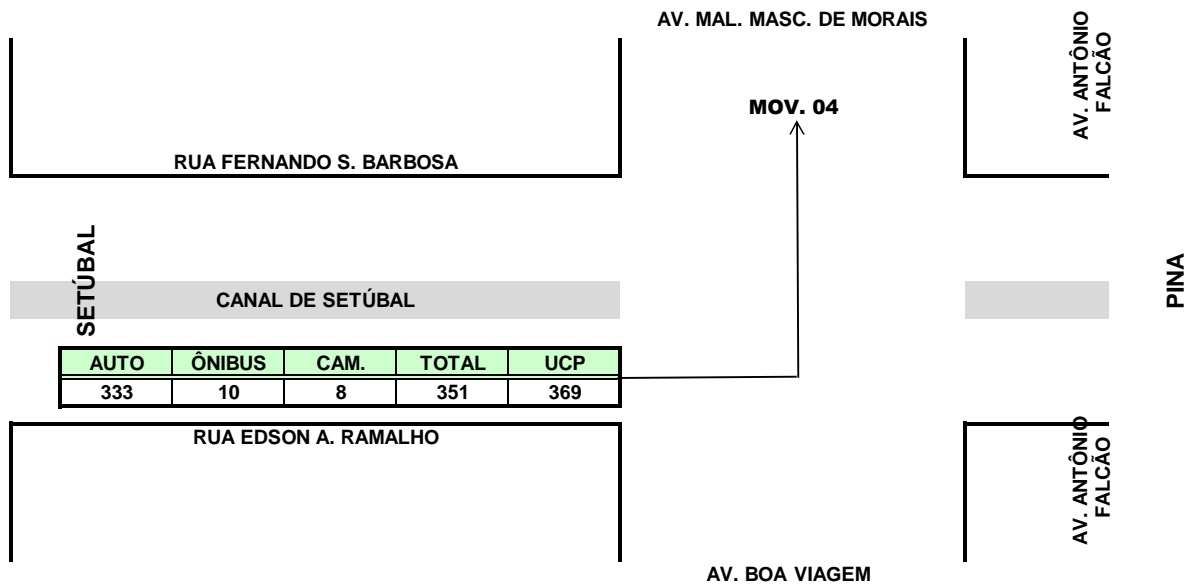 AV. MAL. MASC. DE MORAIS
AV. ANTÔNIO
FALCÃO
MOV. 04
RUA FERNANDO S. BARBOSA
SETÚBAL
PINA
CANAL DE SETÚBAL
AUTO ÔNIBUS CAM. TOTAL UCP
333 10 8 351 369
RUA EDSON A. RAMALHO
AV. ANTÔNIO
FALCÃO
AV. BOA VIAGEM